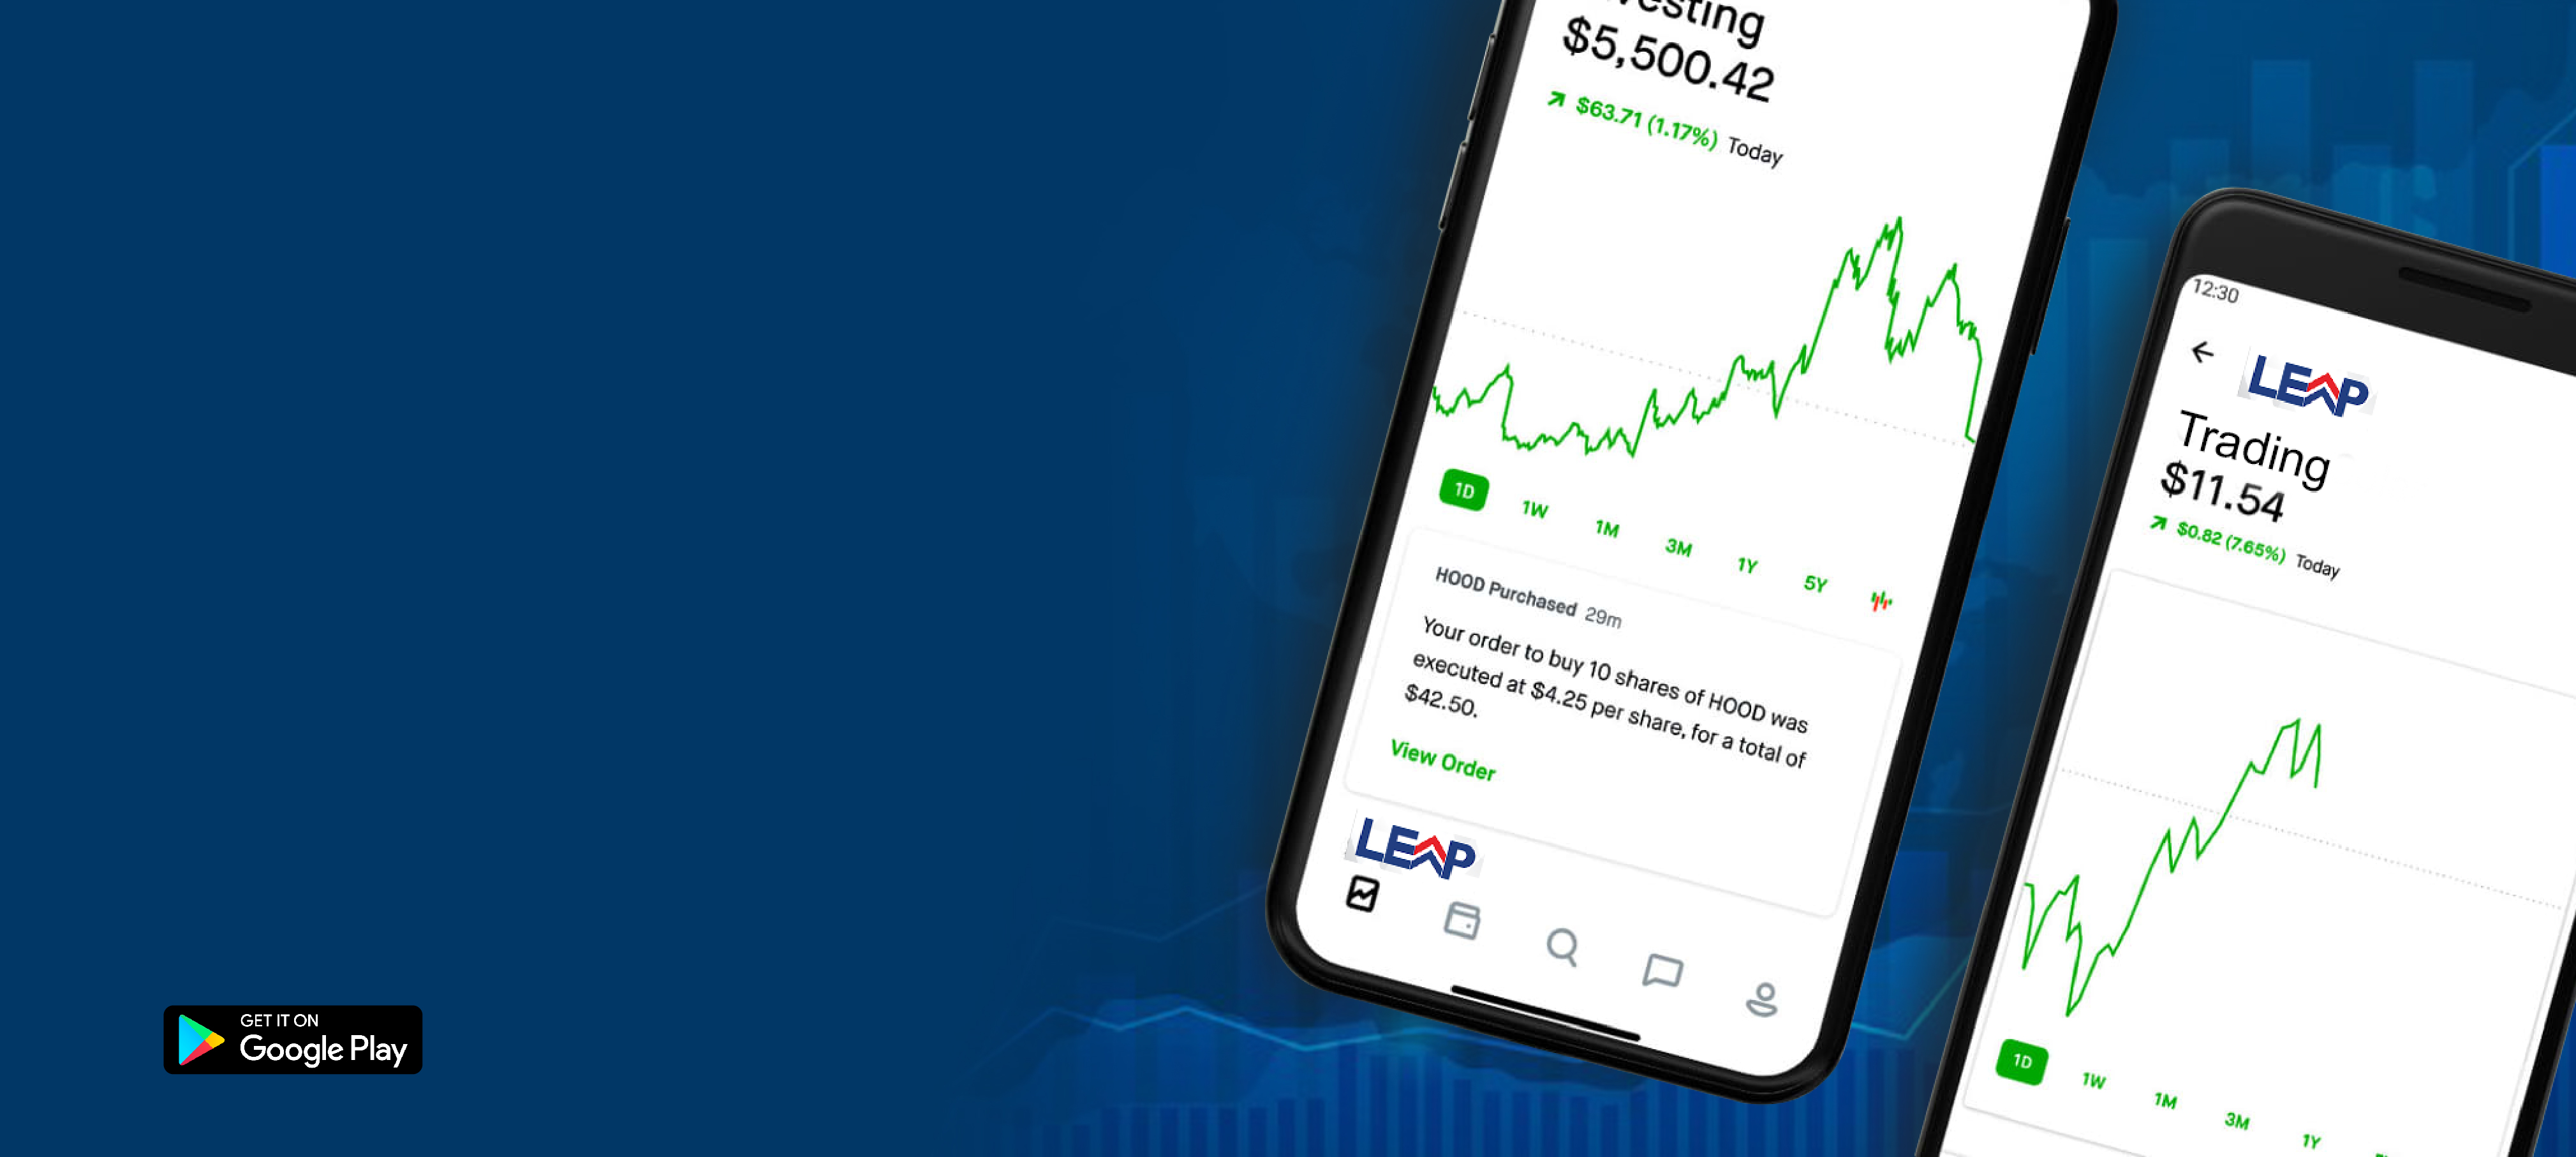 $5,500.42
$63.71 (1.17%) Today
1D 1W 1M 3M 1Y 5Y
HOOD Purchased 29m
Your order to buy 10 shares of HOOD was
executed at $4.25 per share, for a total of
$42.50.
View Order
LEAP
12:30
LEAP
Trading
$11.54
$0.82 (7.65%) Today
1D 1W 1M 3M 1Y
GET IT ON
Google Play